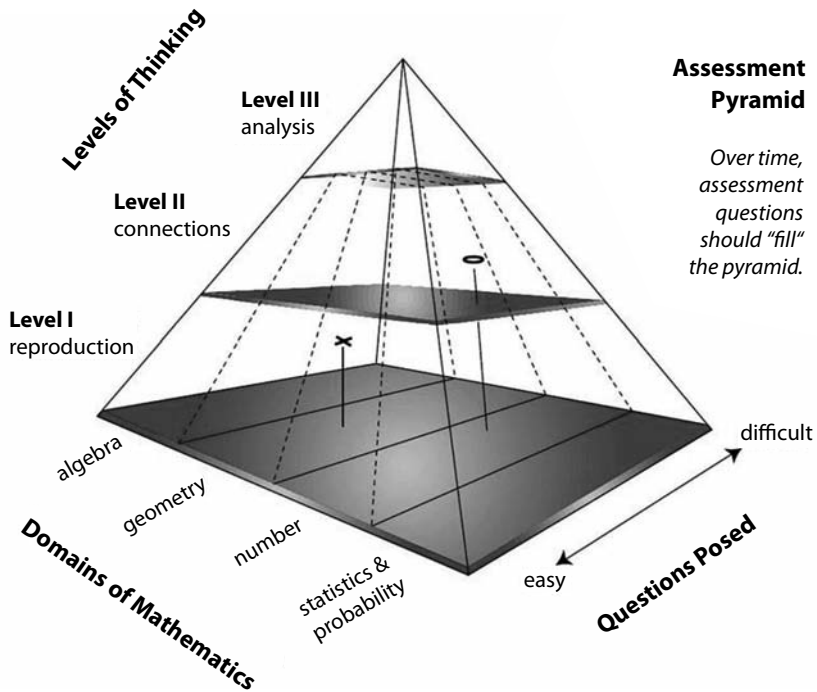 Levels of Thinking
Level III
analysis
Level II
connections
Level I
reproduction
Assessment
Pyramid
Over time,
assessment
questions
should “fill“
the pyramid.
algebra
geometry
number
statistics &
probability
Domains of Mathematics
easy
difficult
Questions Posed